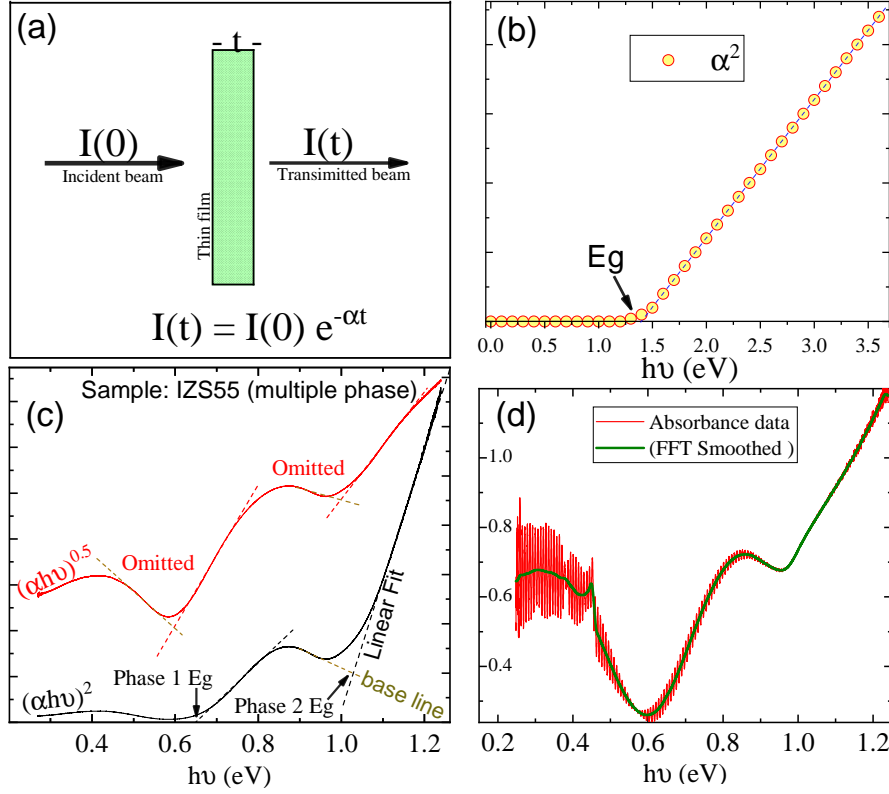 (a)
- t -
I(0)
Incident beam
Thin film
I(t)
Transimitted beam
I(t) = I(0) e^-αt
(b)
α^2
Eg
0.0 0.5 1.0 1.5 2.0 2.5 3.0 3.5
hυ (eV)
(c)
Sample: IZS55 (multiple phase)
Omitted
Omitted
(αhυ)^0.5
Linear Fit
Phase 1 Eg
Phase 2 Eg
base line
(αhυ)^2
0.4 0.6 0.8 1.0 1.2
hυ (eV)
(d)
Absorbance data
(FFT Smoothed )
1.0
0.8
0.6
0.4
0.2 0.4 0.6 0.8 1.0 1.2
hυ (eV)